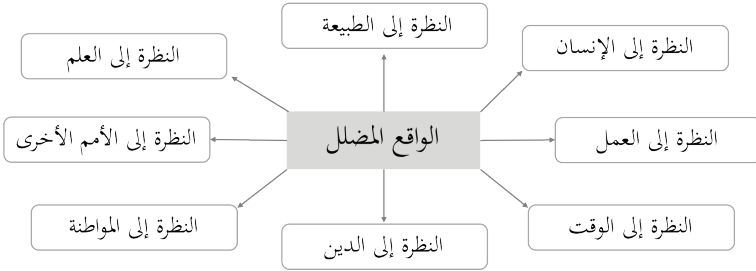 النظرة إلى الطبيعة
النظرة إلى الإنسان
النظرة إلى العلم
الواقع المضلل
النظرة إلى العمل
النظرة إلى الأمم الأخرى
النظرة إلى الوقت
النظرة إلى المواطنة
النظرة إلى الدين